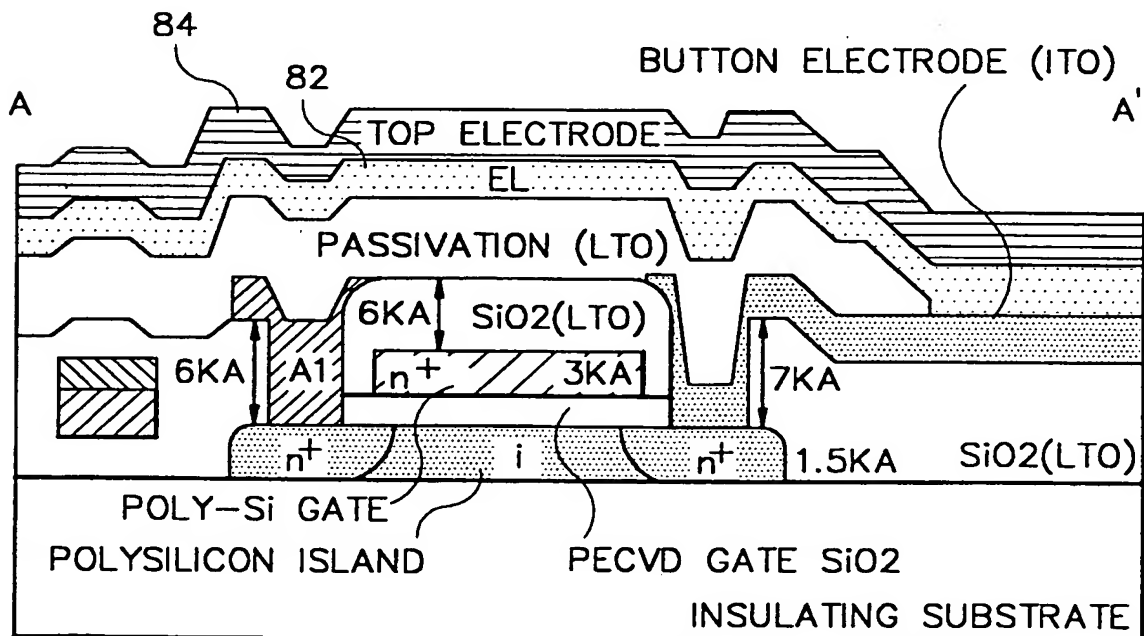 84
82
BUTTON ELECTRODE (ITO)
A
A'
TOP ELECTRODE
EL
PASSIVATION (LTO)
6KA
SiO2(LTO)
6KA
A1
n+
3KA
7KA
n+
i
n+
1.5KA
SiO2(LTO)
POLY-Si GATE
POLYSILICON ISLAND
PECVD GATE SiO2
INSULATING SUBSTRATE